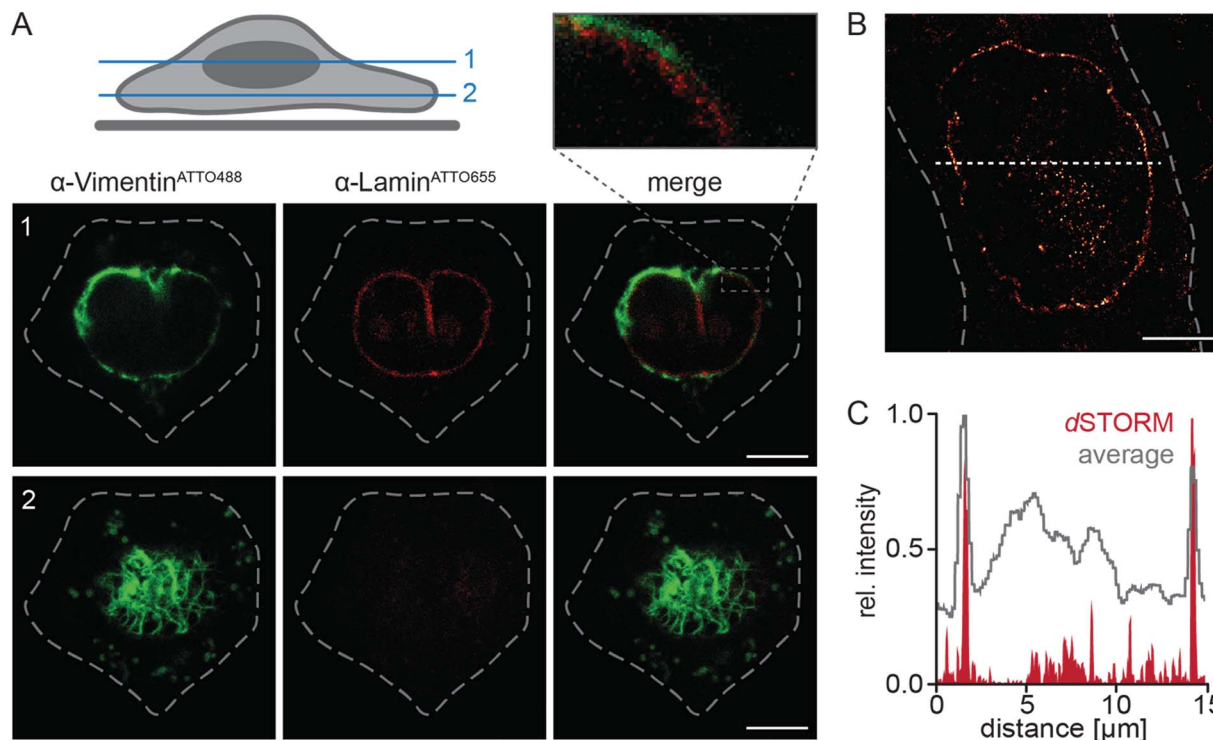 A
1
2
α-Vimentin^ATTO488
α-Lamin^ATTO655
merge
1
2
B
C
dSTORM
average
rel. intensity
1.0
0.5
0.0
0
5
10
15
distance [μm]